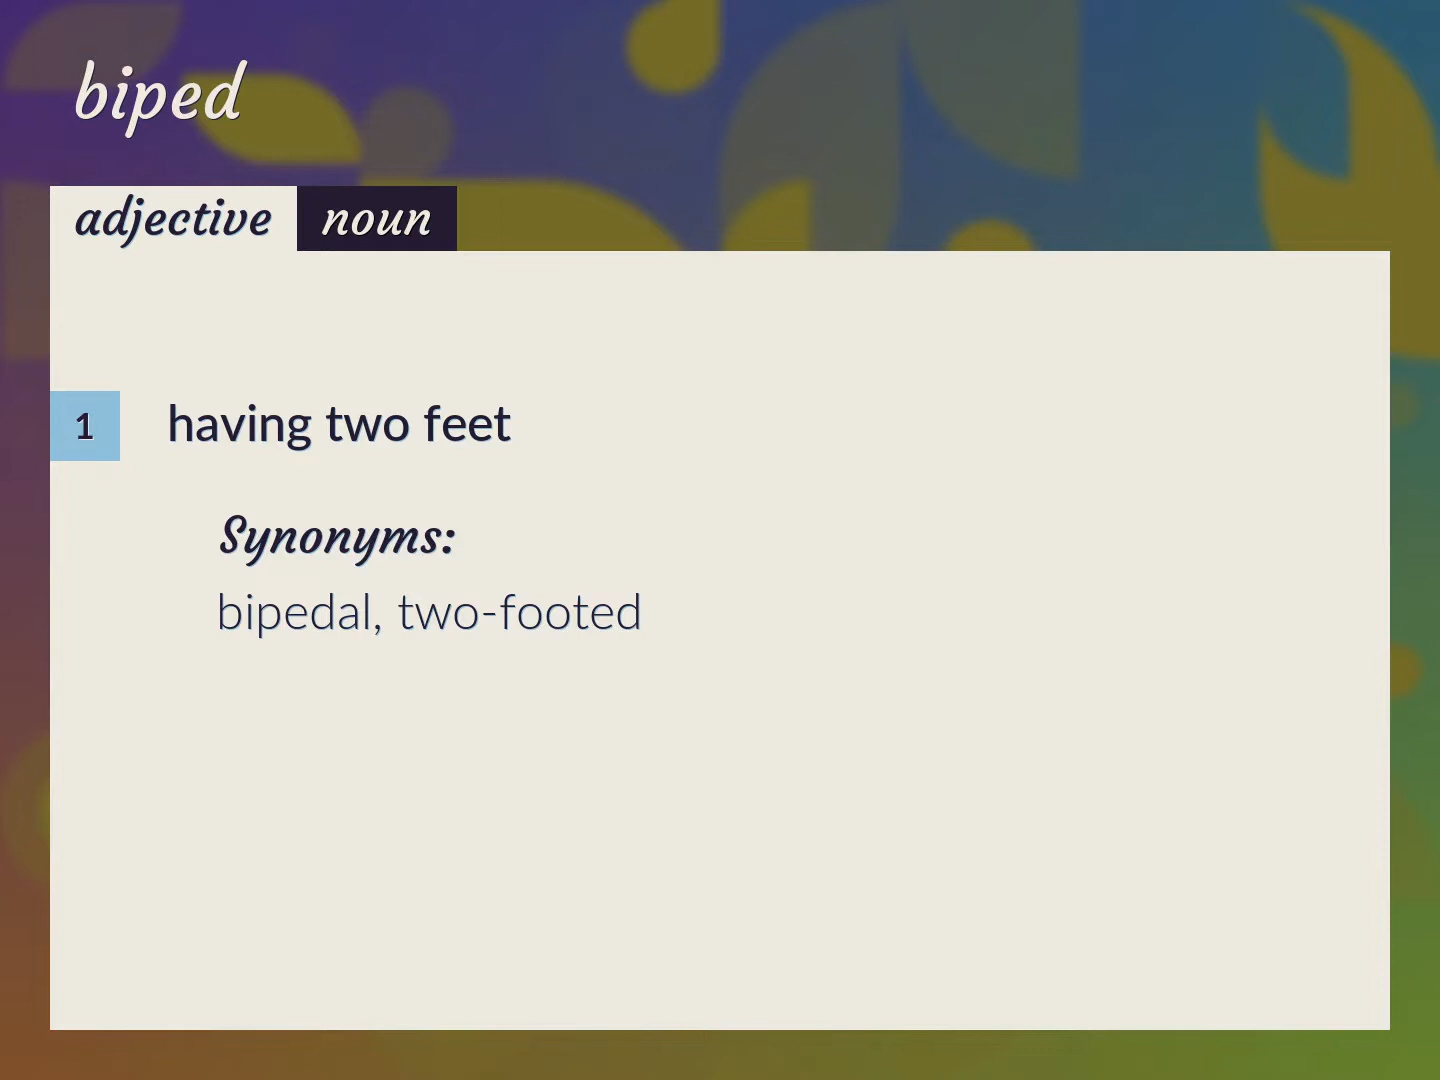 biped
adjective noun
1 having two feet
Synonyms:
bipedal, two-footed